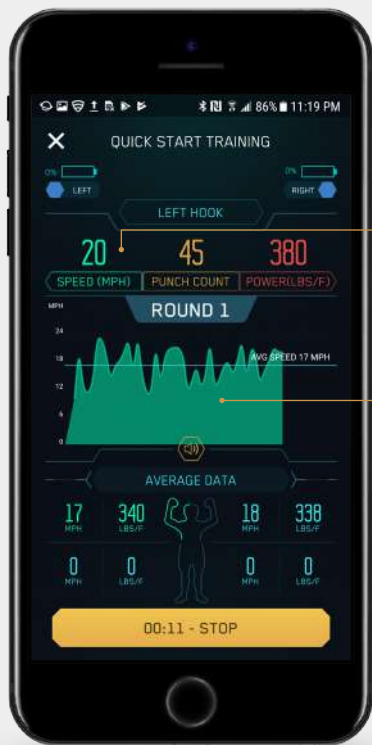 86% 11:19 PM
QUICK START TRAINING
0% 0%
LEFT RIGHT
LEFT HOOK
20 45 380
SPEED (MPH) PUNCH COUNT POWER(LBS/F)
MPH ROUND 1
24
18 AVG SPEED 17 MPH
12
6
0
AVERAGE DATA
17 340 18 338
MPH LBS/F MPH LBS/F
0 0 0 0
MPH LBS/F MPH LBS/F
00:11 - STOP